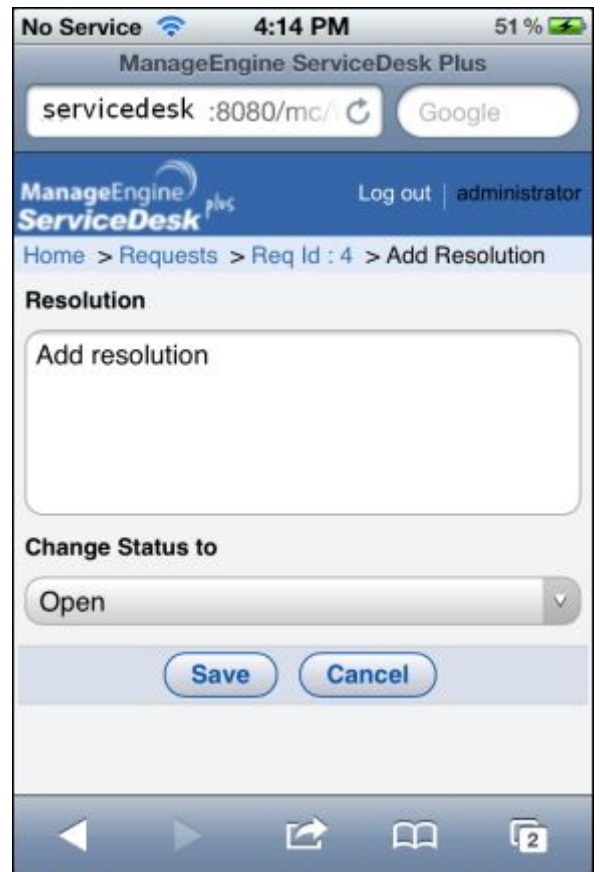 No Service 4:14 PM 51 %
ManageEngine ServiceDesk Plus
servicedesk :8080/mc/ Google
ManageEngine
ServiceDesk plus Log out | administrator
Home > Requests > Req Id : 4 > Add Resolution
Resolution
Add resolution
Change Status to
Open
Save Cancel
2